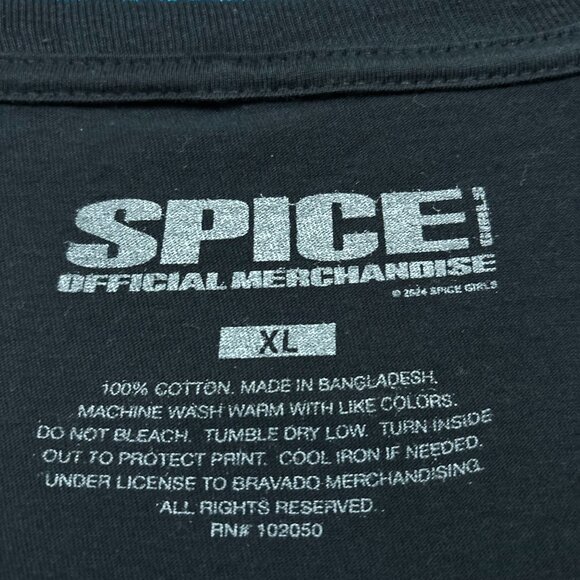 SPICE GIRLS
OFFICIAL MERCHANDISE
© 2024 SPICE GIRLS
XL
100% COTTON. MADE IN BANGLADESH.
MACHINE WASH WARM WITH LIKE COLORS.
DO NOT BLEACH. TUMBLE DRY LOW. TURN INSIDE
OUT TO PROTECT PRINT. COOL IRON IF NEEDED.
UNDER LICENSE TO BRAVADO MERCHANDISING.
ALL RIGHTS RESERVED.
RN# 102050